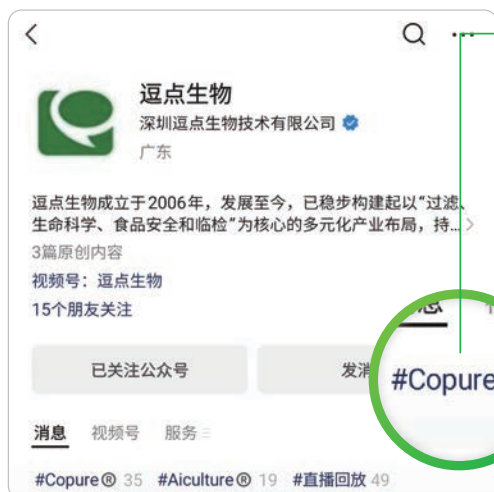 逗点生物
深圳逗点生物技术有限公司
广东
逗点生物成立于2006年，发展至今，已稳步构建起以“过滤、
生命科学、食品安全和临检”为核心的多元化产业布局，持...
3篇原创内容
视频号：逗点生物
15个朋友关注
已关注公众号 发消
消息 视频号 服务
#Copure
#Copure® 35 #Aiculture® 19 #直播回放 49